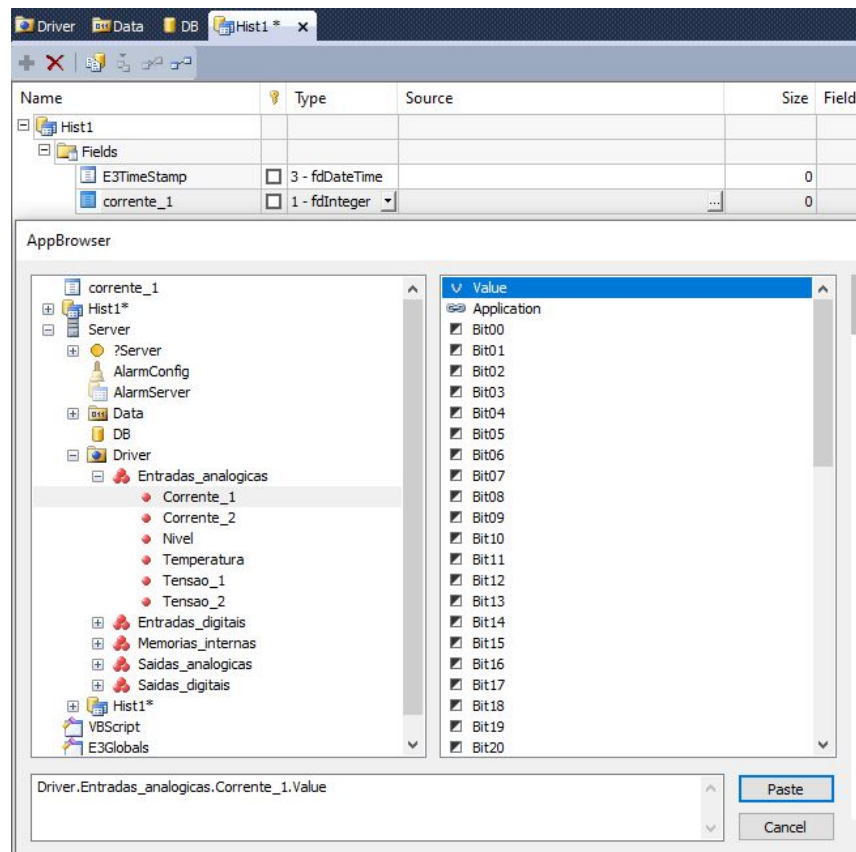 Driver Data DB Hist1 *
Name Type Source Size Field
Hist1
Fields
E3TimeStamp 3 - fdDateTime 0
corrente_1 1 - fdInteger ... 0
AppBrowser
corrente_1
Hist1*
Server
?Server
AlarmConfig
AlarmServer
Data
DB
Driver
Entradas_analogicas
Corrente_1
Corrente_2
Nivel
Temperatura
Tensao_1
Tensao_2
Entradas_digitais
Memorias_internas
Saidas_analogicas
Saidas_digitais
Hist1*
VBScript
E3Globals
Value
Application
Bit00
Bit01
Bit02
Bit03
Bit04
Bit05
Bit06
Bit07
Bit08
Bit09
Bit10
Bit11
Bit12
Bit13
Bit14
Bit15
Bit16
Bit17
Bit18
Bit19
Bit20
Driver.Entradas_analogicas.Corrente_1.Value
Paste
Cancel